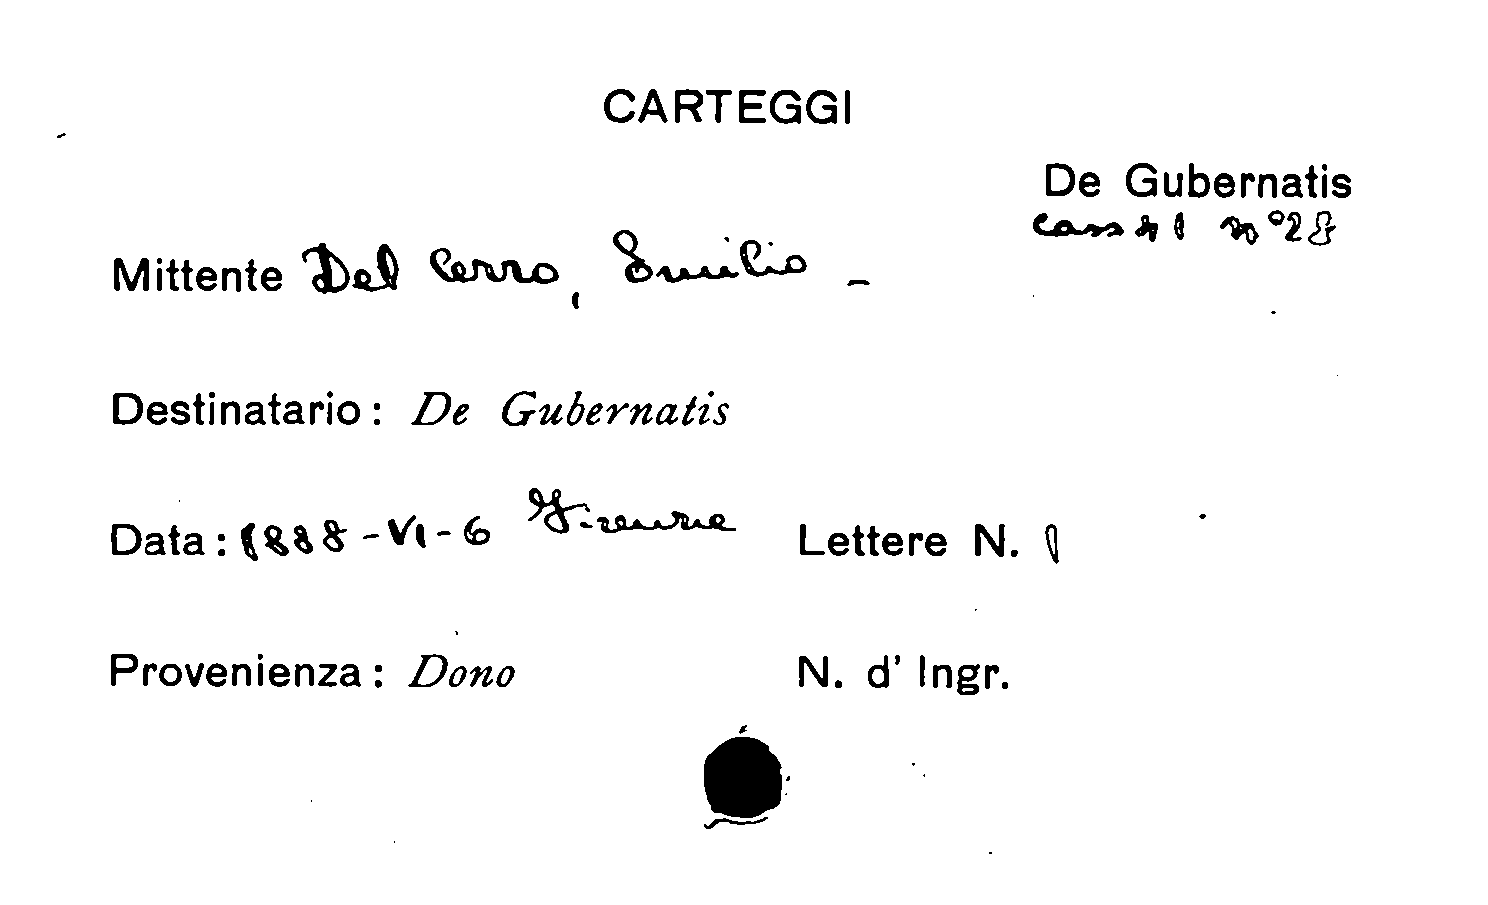 CARTEGGI
De Gubernatis
cass 41 n° 28
Mittente Del Cerro, Emilio -
Destinatario: De Gubernatis
Data: 1888-VI-6 Firenze Lettere N. 1
Provenienza: Dono N. d' Ingr.